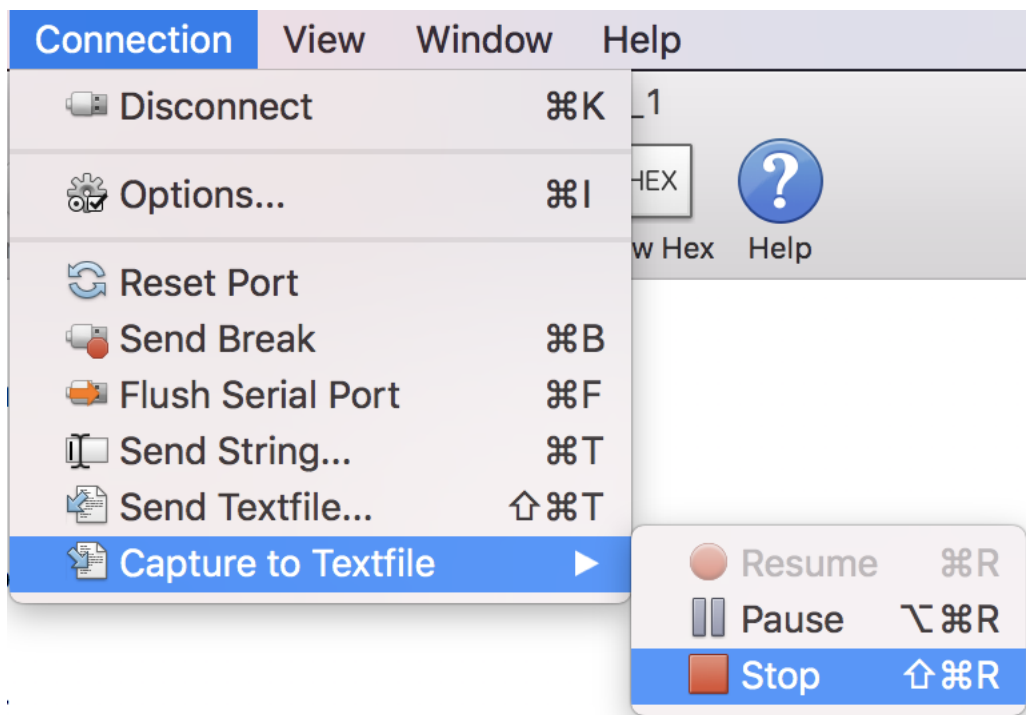 Connection View Window Help
Disconnect ⌘K
_1
Options... ⌘I
HEX
w Hex Help
Reset Port
Send Break ⌘B
Flush Serial Port ⌘F
Send String... ⌘T
Send Textfile... ⇧⌘T
Capture to Textfile ▶
Resume ⌘R
Pause ⌥⌘R
Stop ⇧⌘R